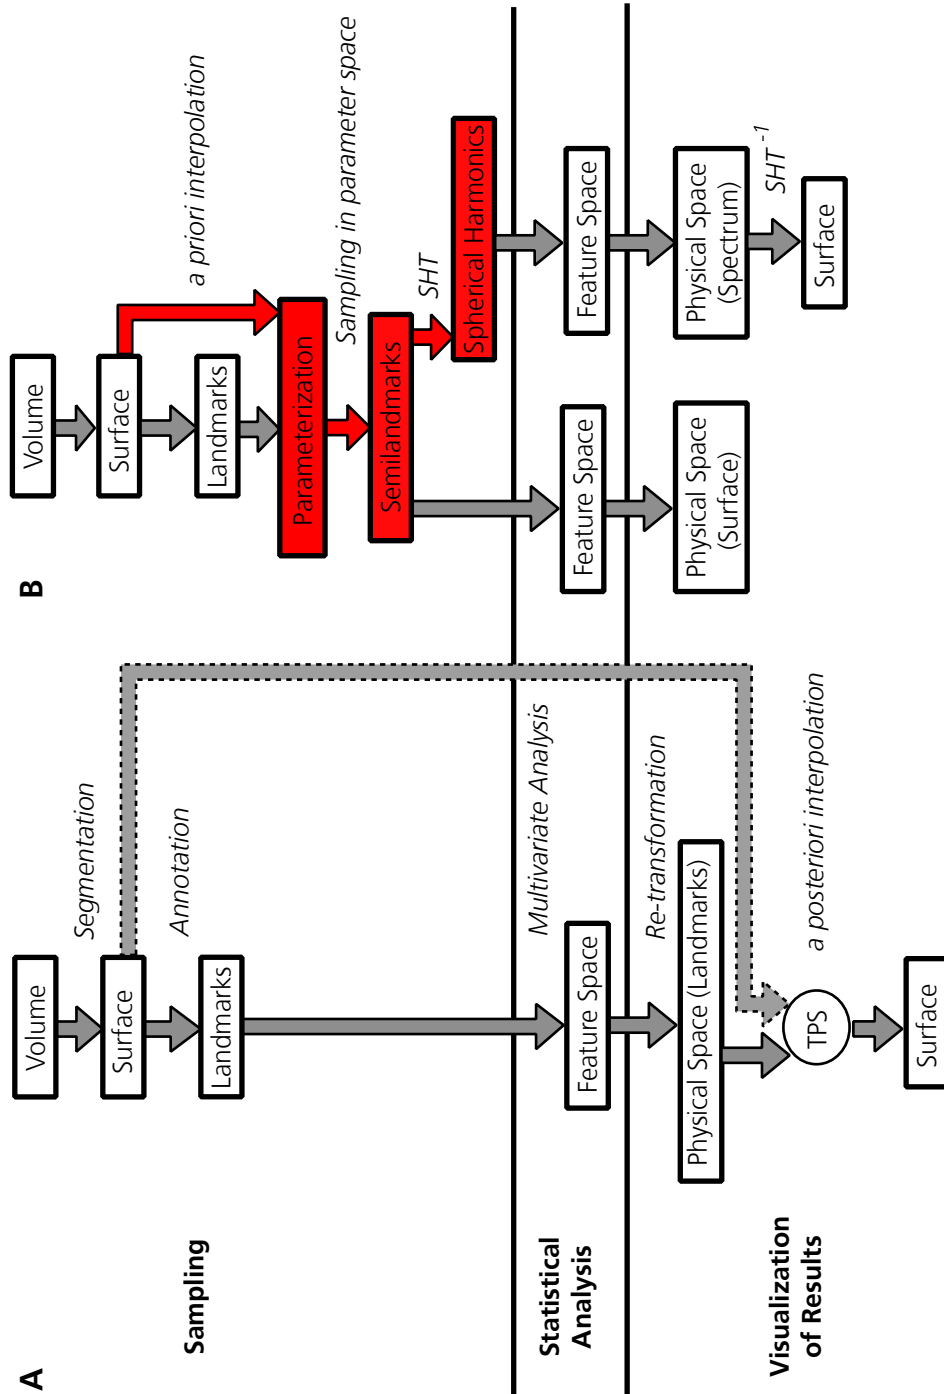 A
Sampling
Statistical
Analysis
Visualization
of Results
Volume
Segmentation
Surface
Annotation
Landmarks
Multivariate Analysis
Feature Space
Re-transformation
Physical Space (Landmarks)
a posteriori interpolation
TPS
Surface
B
Volume
Surface
a priori interpolation
Landmarks
Parameterization
Sampling in parameter space
Semilandmarks
SHT
Spherical Harmonics
Feature Space
Feature Space
Physical Space
(Surface)
Physical Space
(Spectrum)
SHT⁻¹
Surface